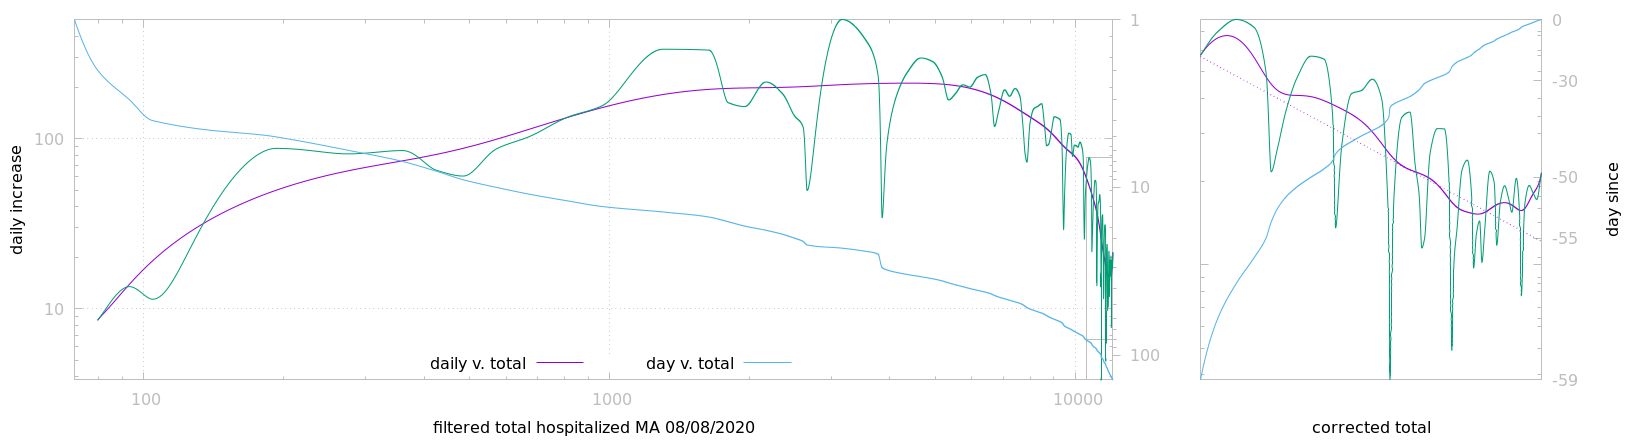 daily increase
100
10
daily v. total
day v. total
100
1000
10000
filtered total hospitalized MA 08/08/2020
1
10
100
0
-30
-50
-55
-59
day since
corrected total